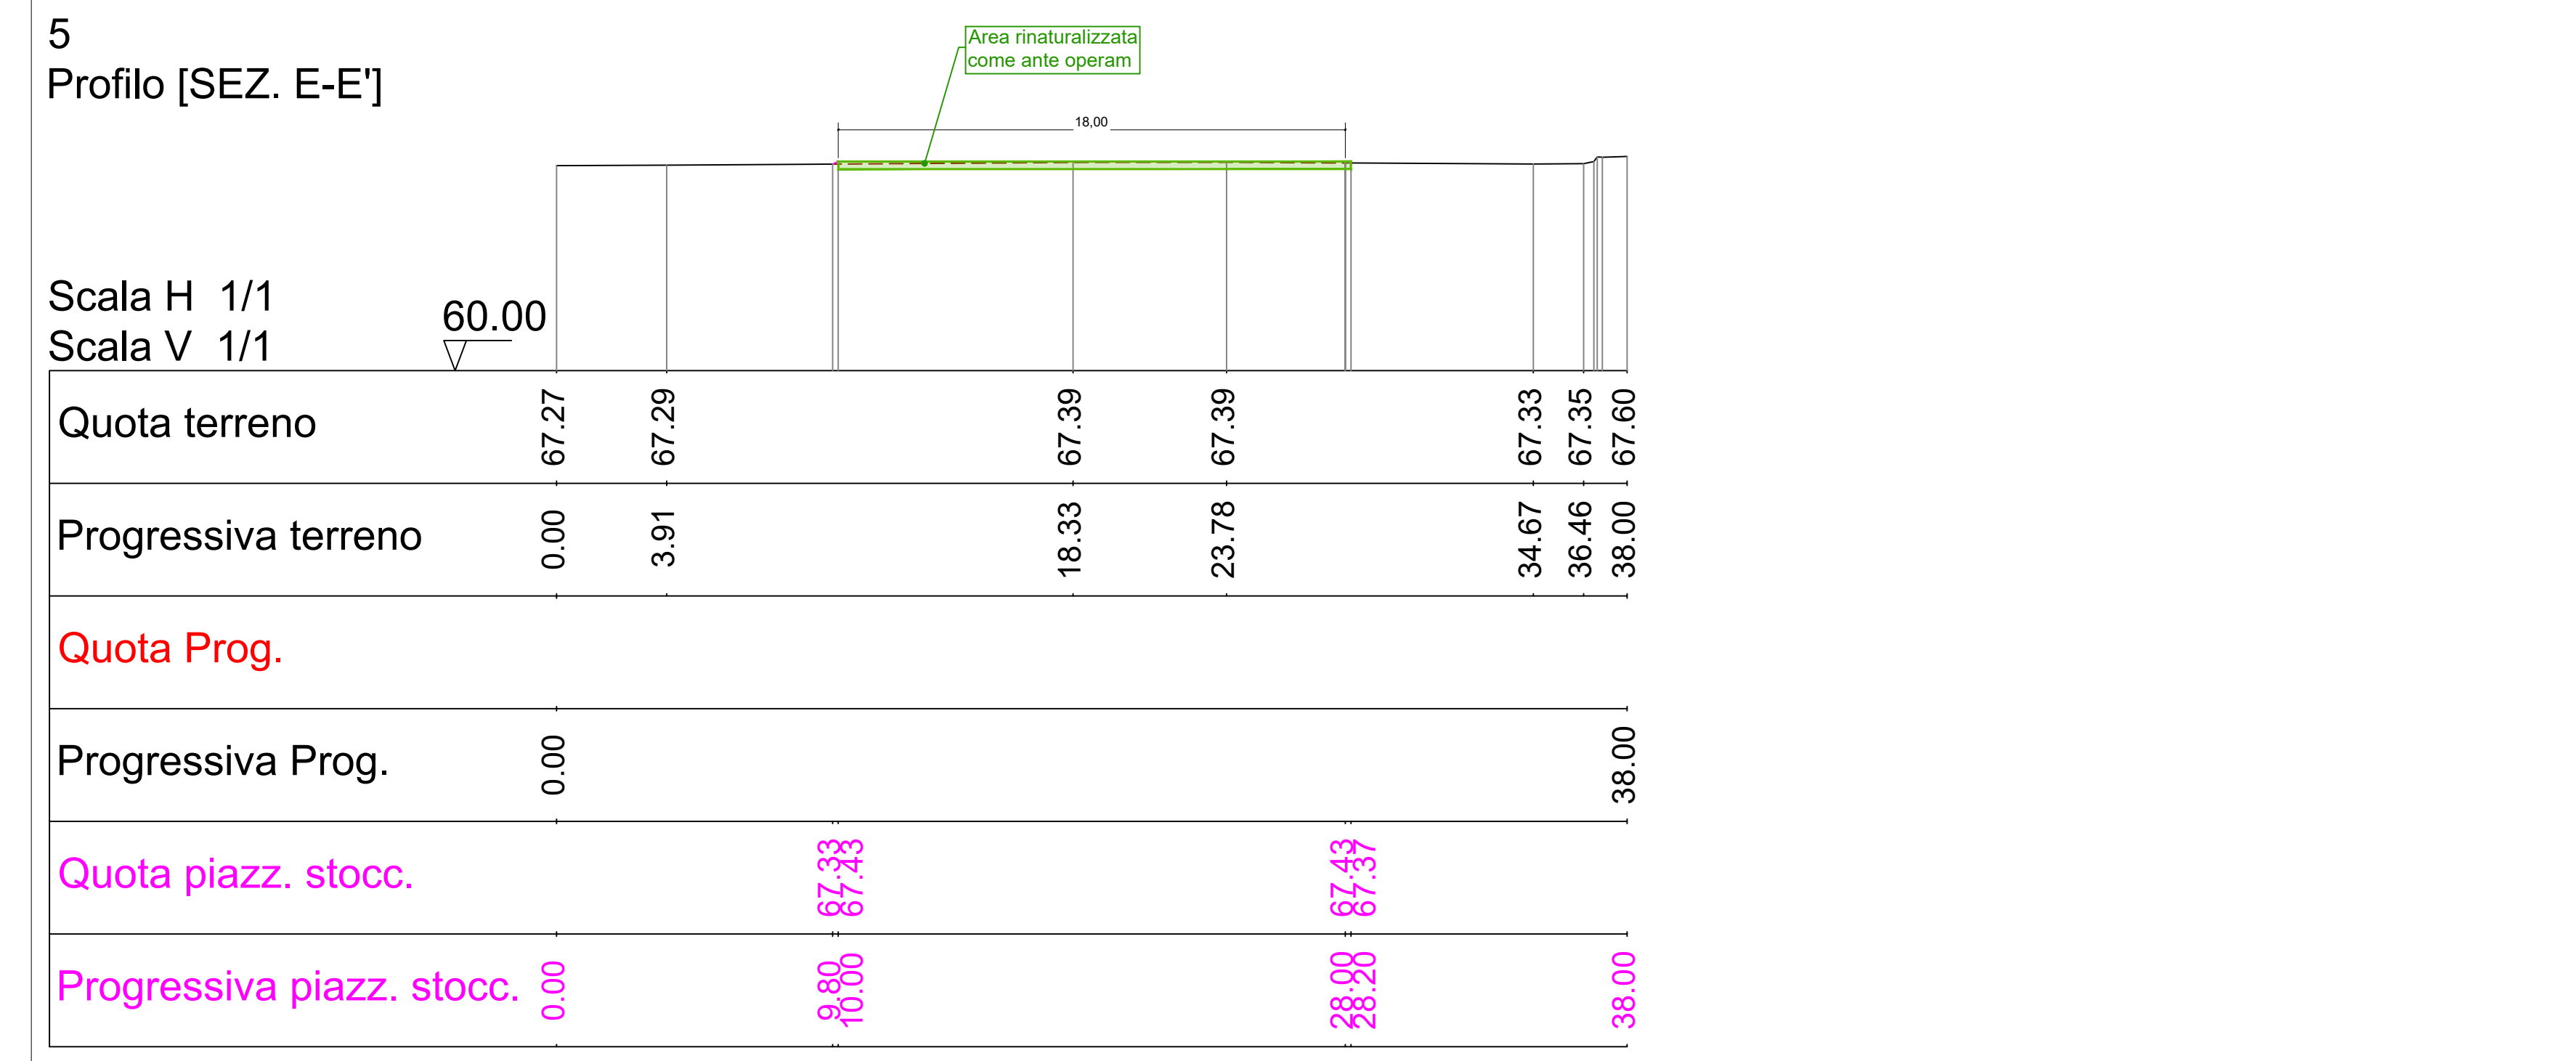 5
Profilo [SEZ. E-E']
Area rinaturalizzata
come ante operam
18,00
Scala H 1/1
Scala V 1/1
60.00
Quota terreno 67.27 67.29 67.39 67.39 67.33 67.35 67.60
Progressiva terreno 0.00 3.91 18.33 23.78 34.67 36.46 38.00
Quota Prog.
Progressiva Prog. 0.00 38.00
Quota piazz. stocc. 67.33 67.43 67.43 67.37
Progressiva piazz. stocc. 0.00 9.80 10.00 28.00 28.20 38.00